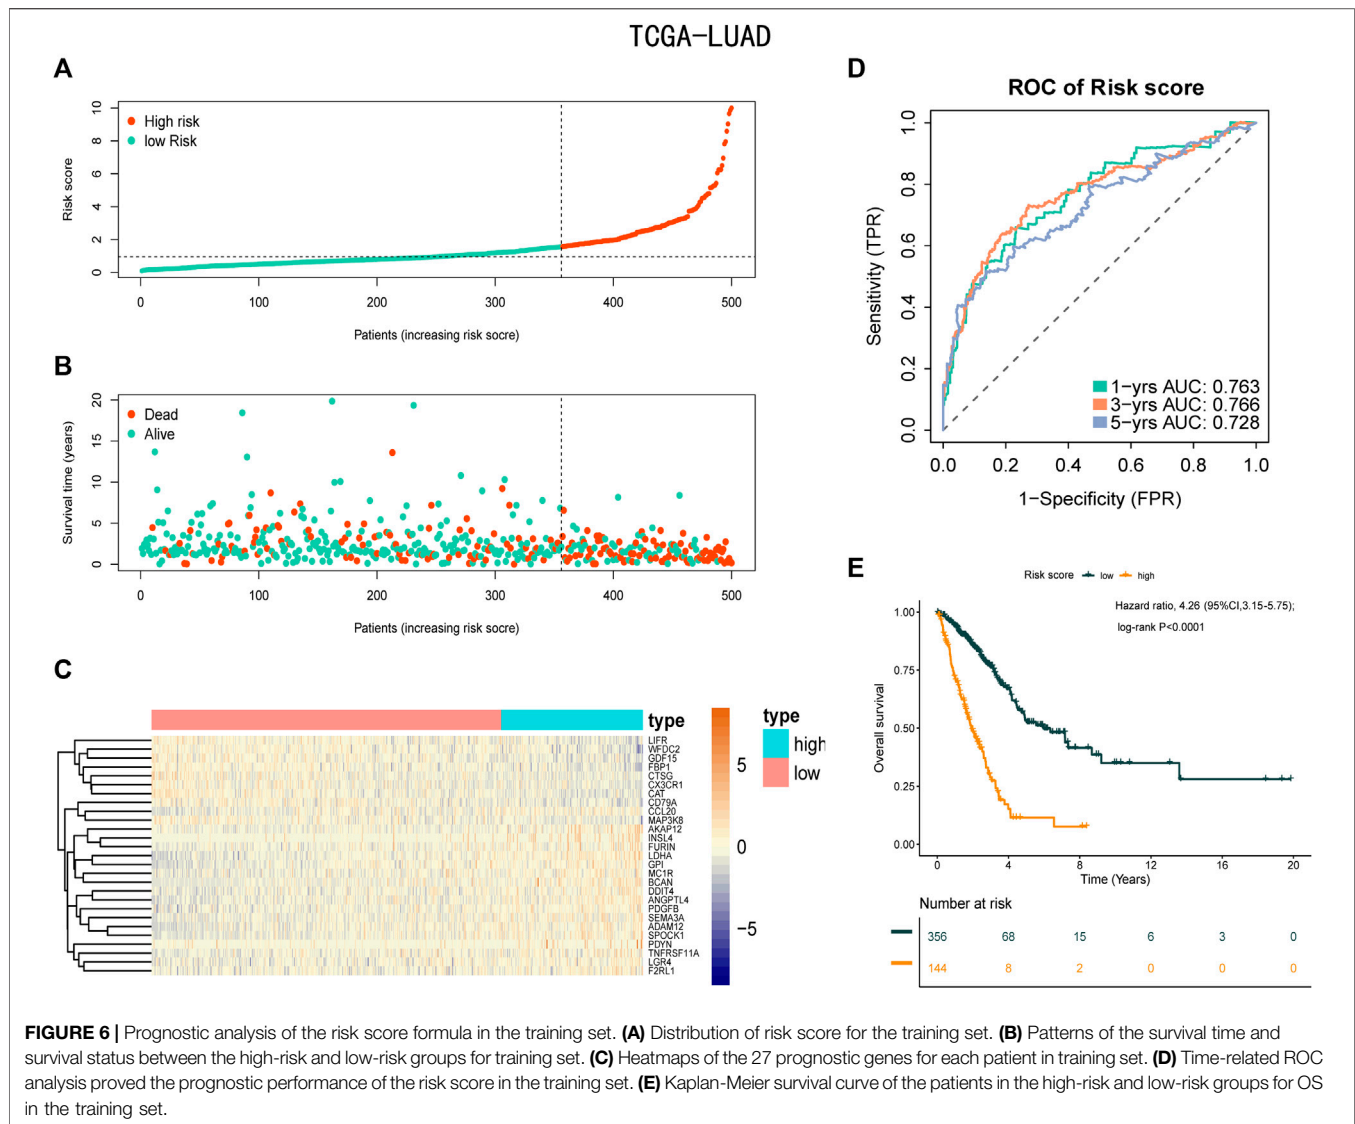 TCGA-LUAD
A
High risk
low Risk
Risk score
10
8
6
4
2
0
0
100
200
300
400
500
Patients (increasing risk socre)
B
Dead
Alive
Survival time (years)
20
15
10
5
0
0
100
200
300
400
500
Patients (increasing risk socre)
C
type
LIFR
WFDC2
GDF15
FBP1
CTSG
CX3CR1
CAT
CD79A
CCL20
MAP3K8
AKAP12
INSL4
FURIN
LDHA
GPI
MC1R
BCAN
DDIT4
ANGPTL4
PDGFB
SEMA3A
ADAM12
SPOCK1
PDYN
TNFRSF11A
LGR4
F2RL1
5
0
−5
type
high
low
D
ROC of Risk score
Sensitivity (TPR)
1.0
0.8
0.6
0.4
0.2
0.0
1−yrs AUC: 0.763
3−yrs AUC: 0.766
5−yrs AUC: 0.728
0.0
0.2
0.4
0.6
0.8
1.0
1−Specificity (FPR)
E
Risk score low high
Hazard ratio, 4.26 (95%CI,3.15-5.75);
log-rank P<0.0001
Overall survival
1.00
0.75
0.50
0.25
0.00
0
4
8
12
16
20
Time (Years)
Number at risk
356 68 15 6 3 0
144 8 2 0 0 0
FIGURE 6 | Prognostic analysis of the risk score formula in the training set. (A) Distribution of risk score for the training set. (B) Patterns of the survival time and
survival status between the high-risk and low-risk groups for training set. (C) Heatmaps of the 27 prognostic genes for each patient in training set. (D) Time-related ROC
analysis proved the prognostic performance of the risk score in the training set. (E) Kaplan-Meier survival curve of the patients in the high-risk and low-risk groups for OS
in the training set.